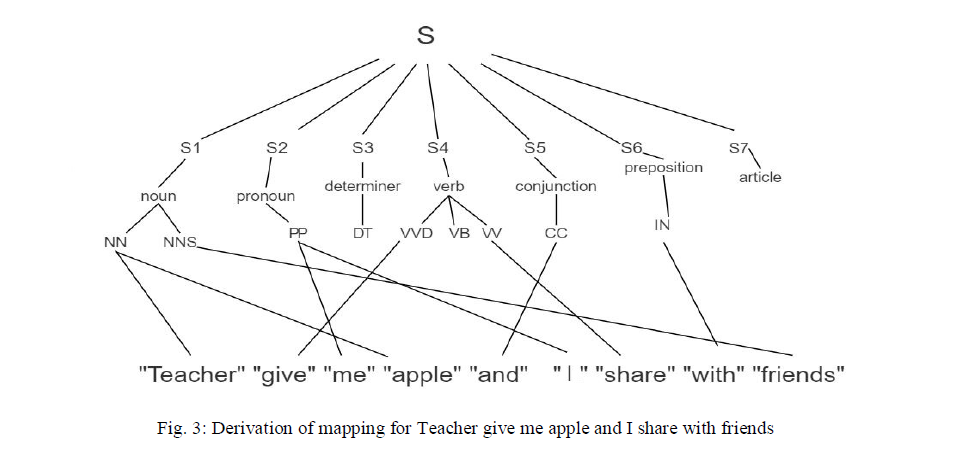 S
S1 S2 S3 S4 S5 S6 S7
noun pronoun determiner verb conjunction preposition article
NN NNS PP DT VVD VB VV CC IN
"Teacher" "give" "me" "apple" "and" "I" "share" "with" "friends"
Fig. 3: Derivation of mapping for Teacher give me apple and I share with friends